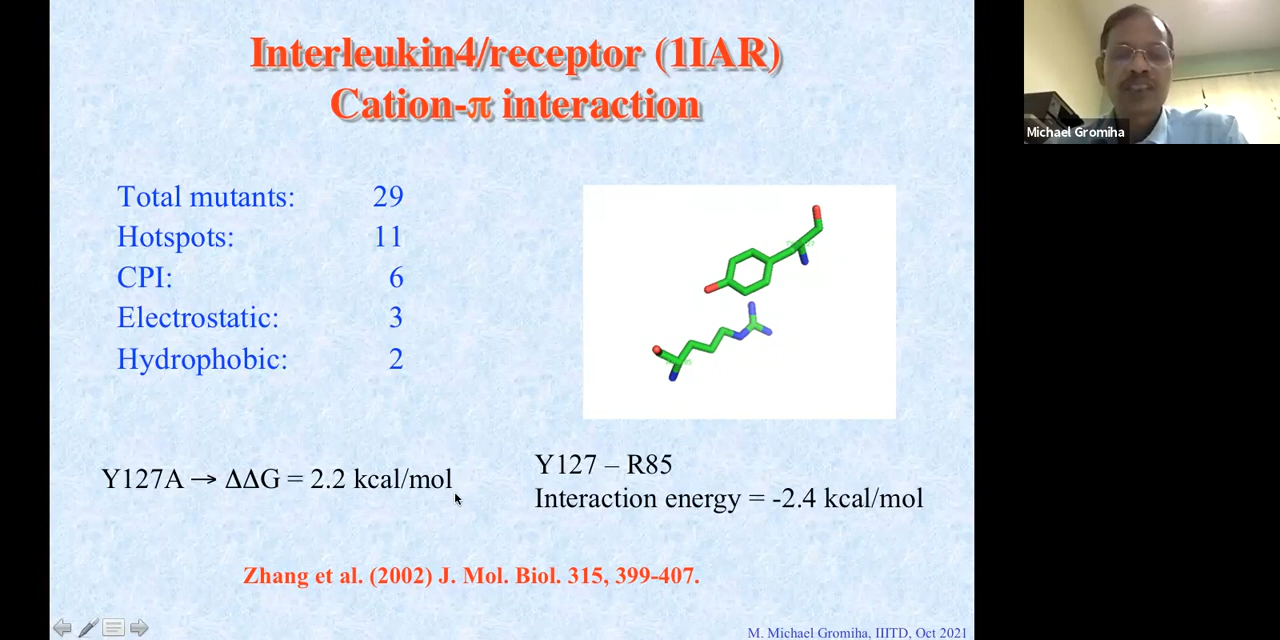 Interleukin4/receptor (1IAR)
Cation-π interaction
Michael Gromiha
Total mutants: 29
Hotspots: 11
CPI: 6
Electrostatic: 3
Hydrophobic: 2
Y127A → ΔΔG = 2.2 kcal/mol
Y127 – R85
Interaction energy = -2.4 kcal/mol
Zhang et al. (2002) J. Mol. Biol. 315, 399-407.
M. Michael Gromiha, IIITD, Oct 2021